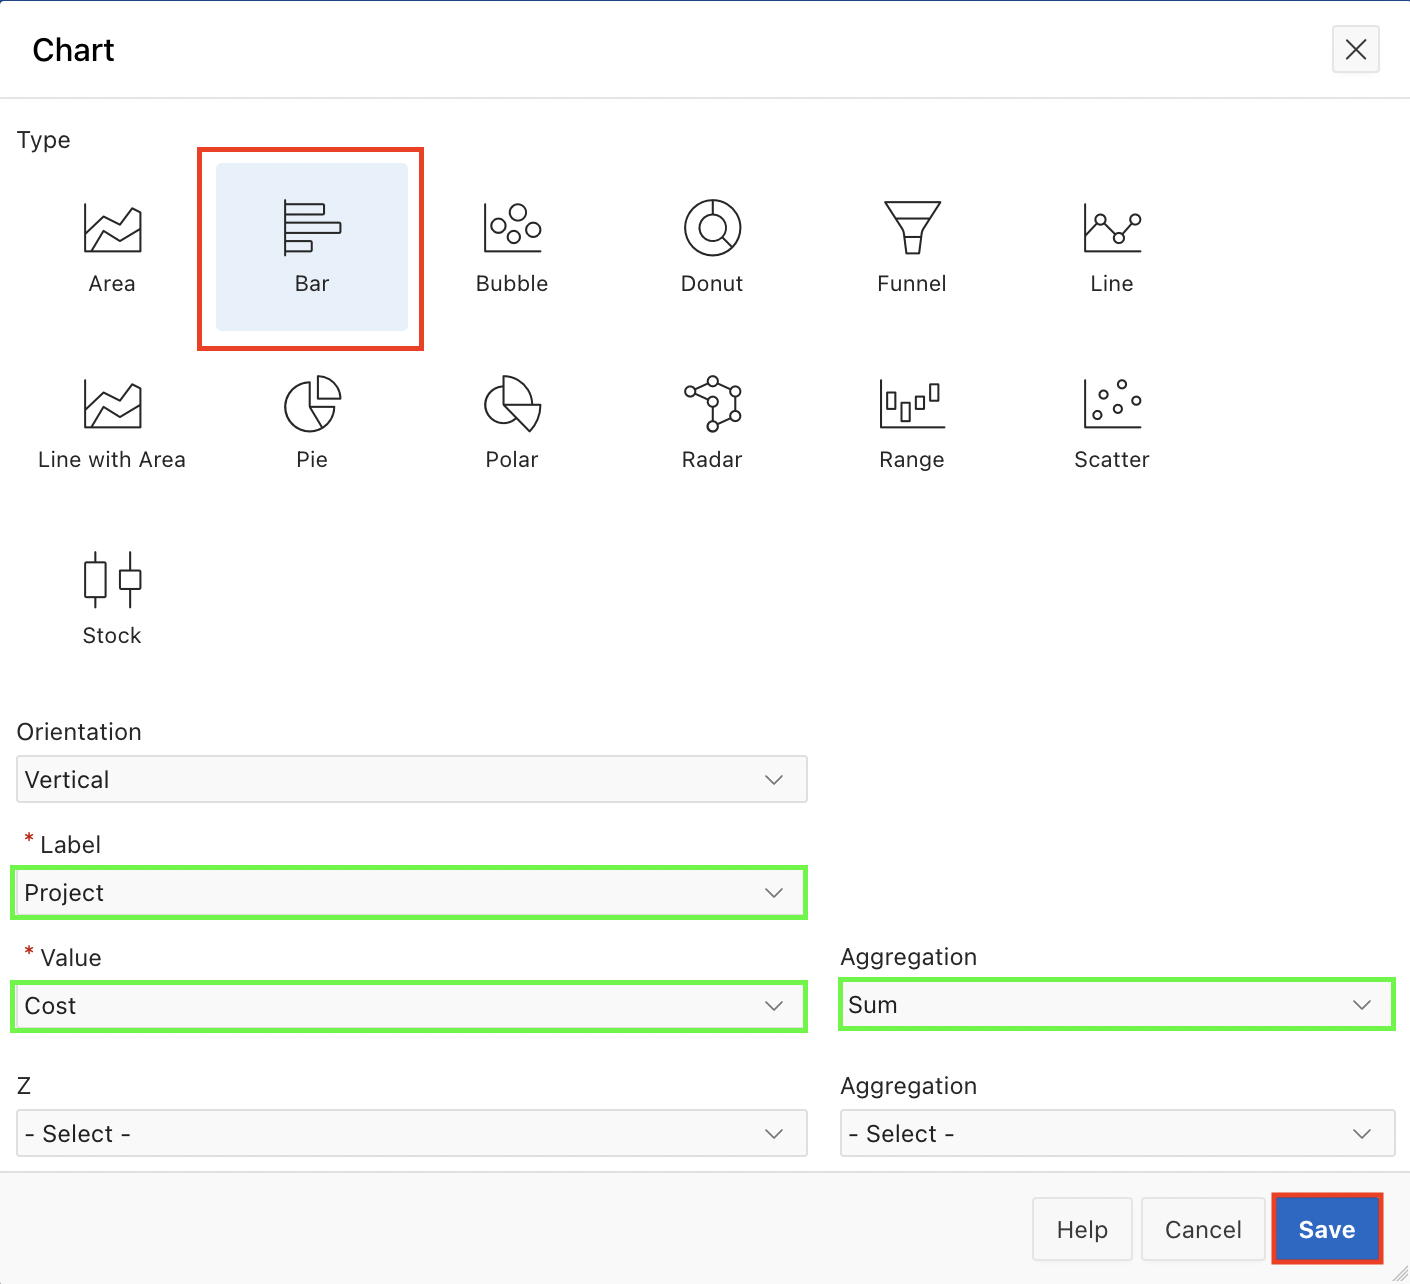 Chart
Type
Area
Bar
Bubble
Donut
Funnel
Line
Line with Area
Pie
Polar
Radar
Range
Scatter
Stock
Orientation
Vertical
* Label
Project
* Value
Aggregation
Cost
Sum
Z
Aggregation
- Select -
- Select -
Help
Cancel
Save